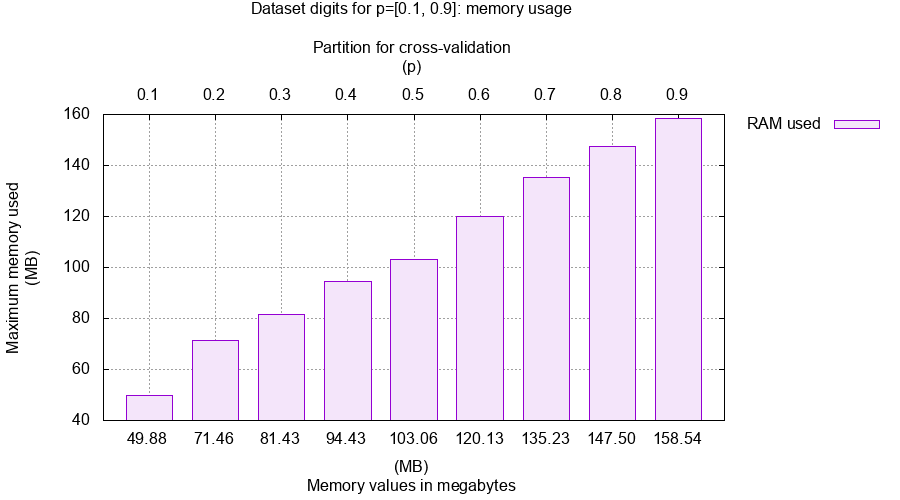 Dataset digits for p=[0.1, 0.9]: memory usage
Partition for cross-validation
(p)
0.1 0.2 0.3 0.4 0.5 0.6 0.7 0.8 0.9
RAM used
Maximum memory used
(MB)
160
140
120
100
80
60
40
49.88 71.46 81.43 94.43 103.06 120.13 135.23 147.50 158.54
(MB)
Memory values in megabytes